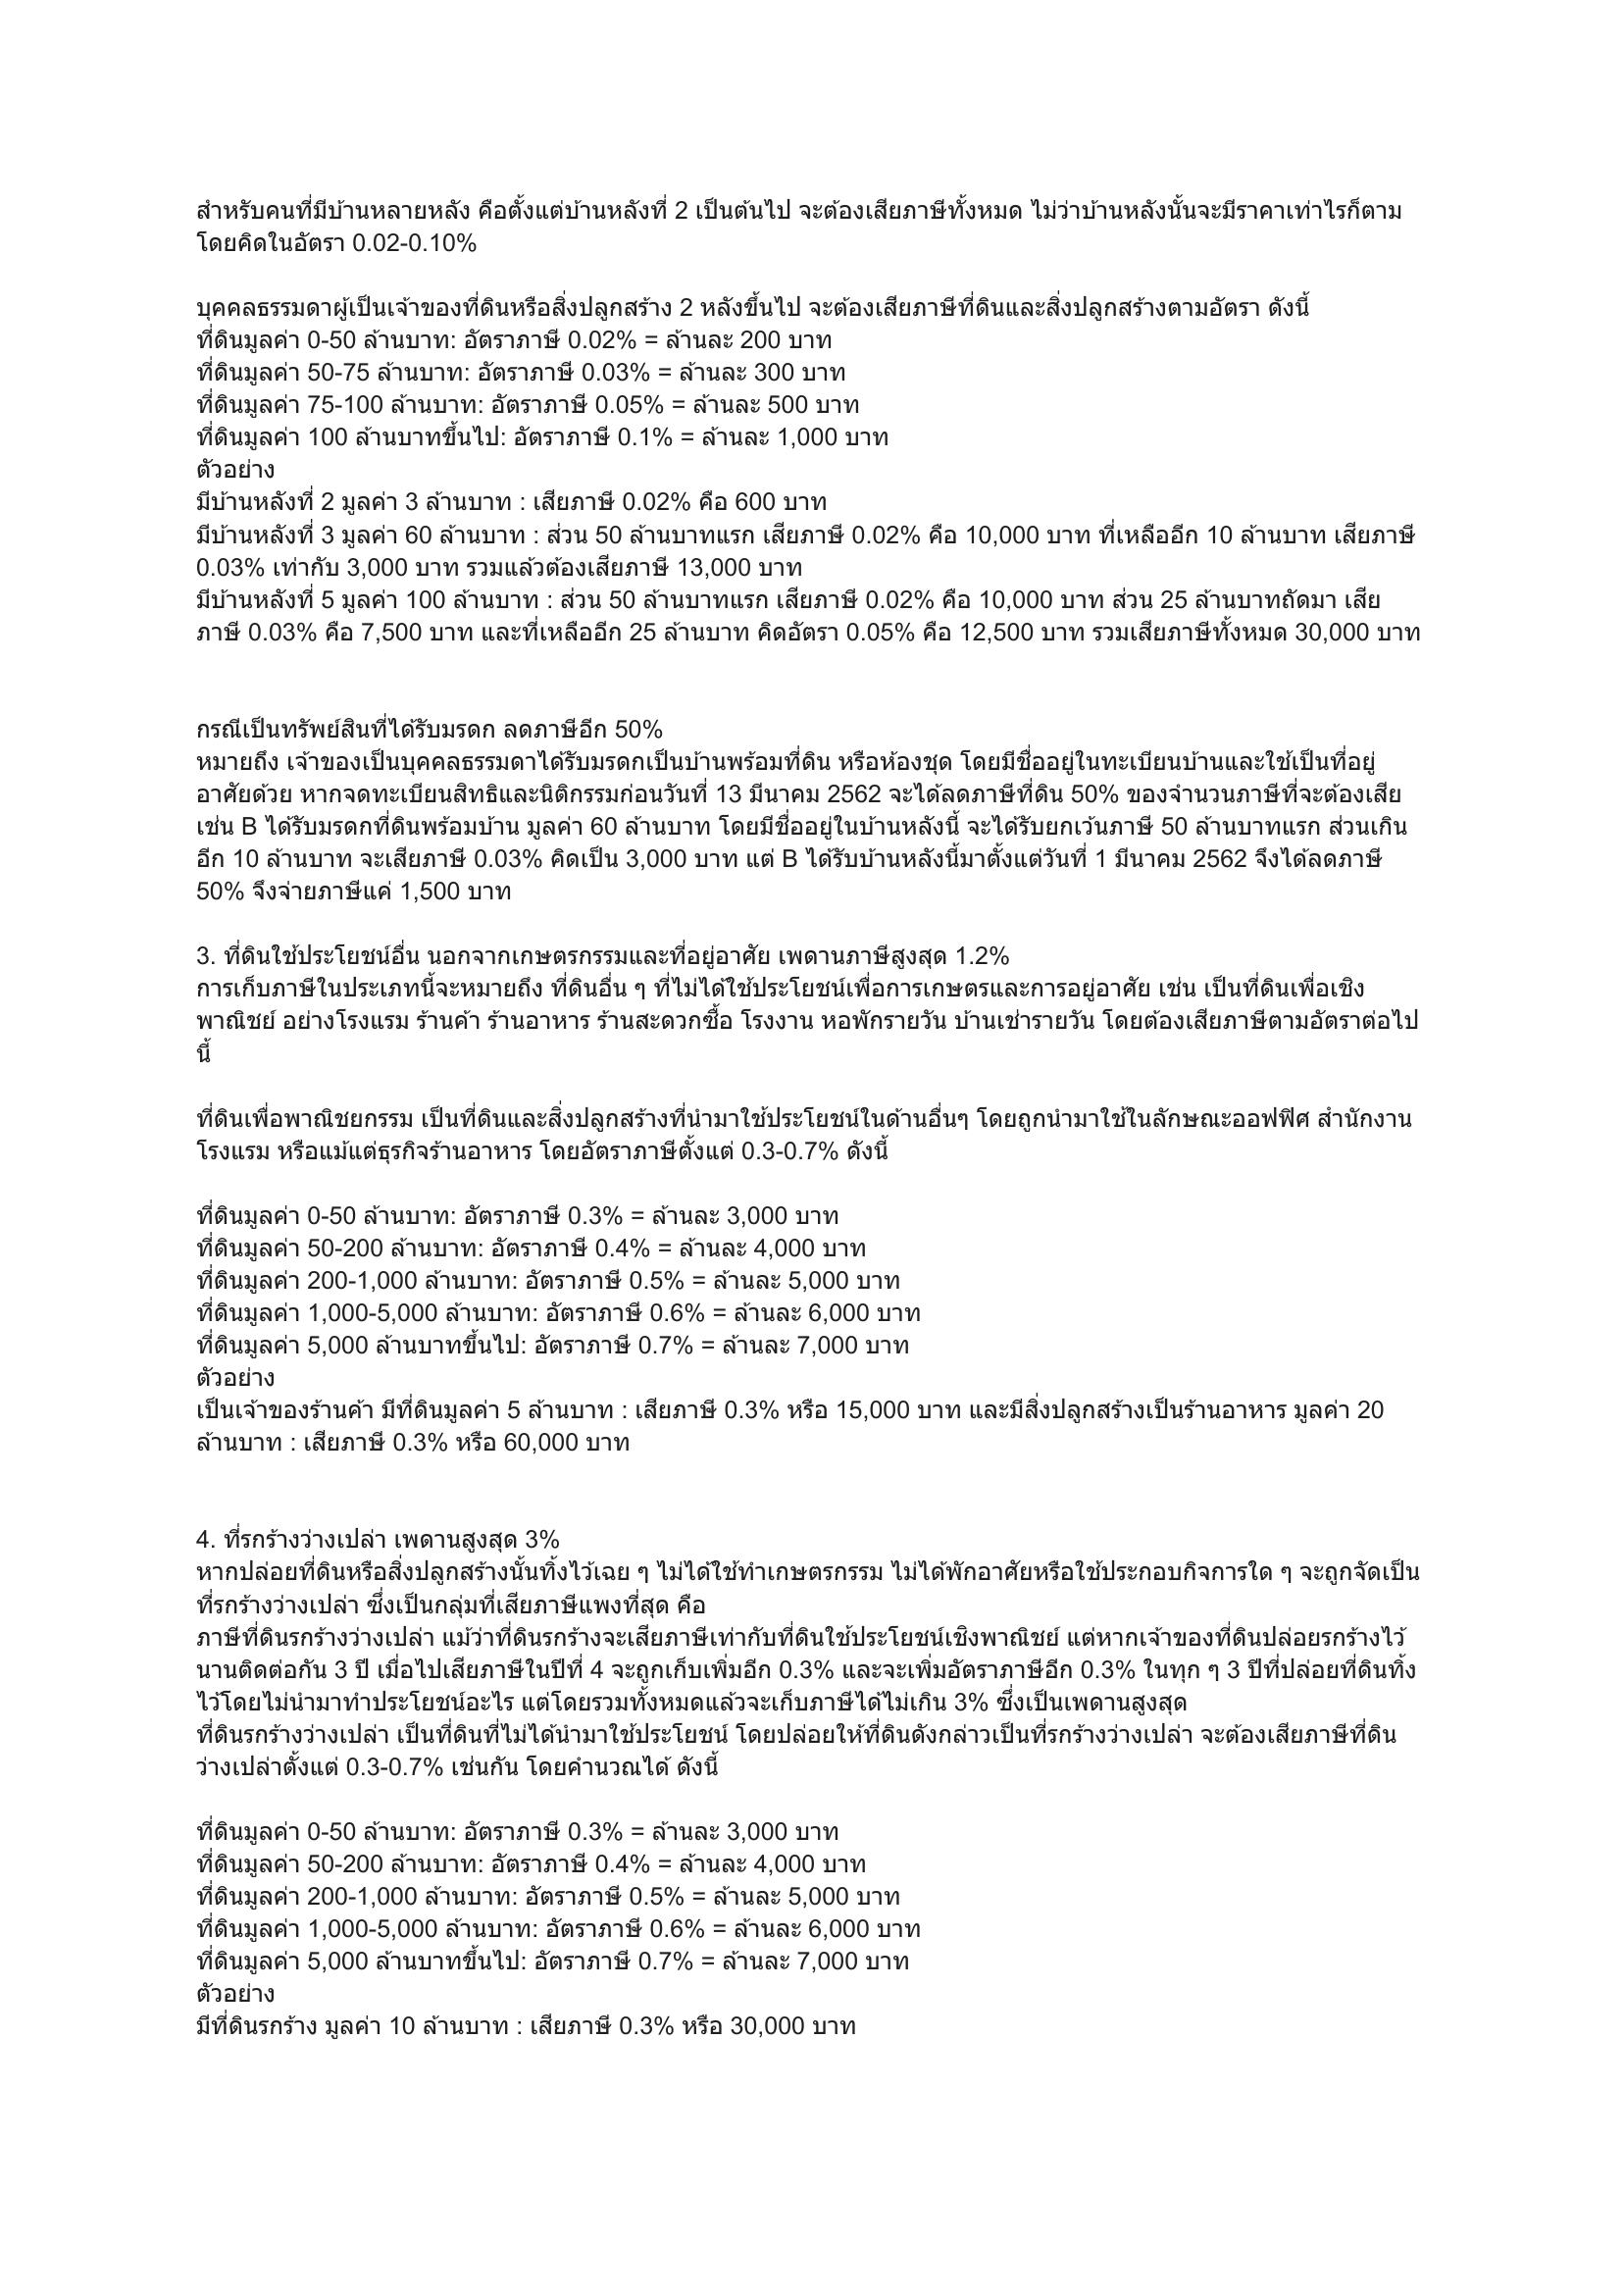 สำหรับคนที่มีบ้านหลายหลัง คือตั้งแต่บ้านหลังที่ 2 เป็นต้นไป จะต้องเสียภาษีทั้งหมด ไม่ว่าบ้านหลังนั้นจะมีราคาเท่าไรก็ตาม
โดยคิดในอัตรา 0.02-0.10%
บุคคลธรรมดาผู้เป็นเจ้าของที่ดินหรือสิ่งปลูกสร้าง 2 หลังขึ้นไป จะต้องเสียภาษีที่ดินและสิ่งปลูกสร้างตามอัตรา ดังนี้
ที่ดินมูลค่า 0-50 ล้านบาท: อัตราภาษี 0.02% = ล้านละ 200 บาท
ที่ดินมูลค่า 50-75 ล้านบาท: อัตราภาษี 0.03% = ล้านละ 300 บาท
ที่ดินมูลค่า 75-100 ล้านบาท: อัตราภาษี 0.05% = ล้านละ 500 บาท
ที่ดินมูลค่า 100 ล้านบาทขึ้นไป: อัตราภาษี 0.1% = ล้านละ 1,000 บาท
ตัวอย่าง
มีบ้านหลังที่ 2 มูลค่า 3 ล้านบาท : เสียภาษี 0.02% คือ 600 บาท
มีบ้านหลังที่ 3 มูลค่า 60 ล้านบาท : ส่วน 50 ล้านบาทแรก เสียภาษี 0.02% คือ 10,000 บาท ที่เหลืออีก 10 ล้านบาท เสียภาษี
0.03% เท่ากับ 3,000 บาท รวมแล้วต้องเสียภาษี 13,000 บาท
มีบ้านหลังที่ 5 มูลค่า 100 ล้านบาท : ส่วน 50 ล้านบาทแรก เสียภาษี 0.02% คือ 10,000 บาท ส่วน 25 ล้านบาทถัดมา เสีย
ภาษี 0.03% คือ 7,500 บาท และที่เหลืออีก 25 ล้านบาท คิดอัตรา 0.05% คือ 12,500 บาท รวมเสียภาษีทั้งหมด 30,000 บาท
กรณีเป็นทรัพย์สินที่ได้รับมรดก ลดภาษีอีก 50%
หมายถึง เจ้าของเป็นบุคคลธรรมดาได้รับมรดกเป็นบ้านพร้อมที่ดิน หรือห้องชุด โดยมีชื่ออยู่ในทะเบียนบ้านและใช้เป็นที่อยู่
อาศัยด้วย หากจดทะเบียนสิทธิและนิติกรรมก่อนวันที่ 13 มีนาคม 2562 จะได้ลดภาษีที่ดิน 50% ของจำนวนภาษีที่จะต้องเสีย
เช่น B ได้รับมรดกที่ดินพร้อมบ้าน มูลค่า 60 ล้านบาท โดยมีชื่ออยู่ในบ้านหลังนี้ จะได้รับยกเว้นภาษี 50 ล้านบาทแรก ส่วนเกิน
อีก 10 ล้านบาท จะเสียภาษี 0.03% คิดเป็น 3,000 บาท แต่ B ได้รับบ้านหลังนี้มาตั้งแต่วันที่ 1 มีนาคม 2562 จึงได้ลดภาษี
50% จึงจ่ายภาษีแค่ 1,500 บาท
3. ที่ดินใช้ประโยชน์อื่น นอกจากเกษตรกรรมและที่อยู่อาศัย เพดานภาษีสูงสุด 1.2%
การเก็บภาษีในประเภทนี้จะหมายถึง ที่ดินอื่น ๆ ที่ไม่ได้ใช้ประโยชน์เพื่อการเกษตรและการอยู่อาศัย เช่น เป็นที่ดินเพื่อเชิง
พาณิชย์ อย่างโรงแรม ร้านค้า ร้านอาหาร ร้านสะดวกซื้อ โรงงาน หอพักรายวัน บ้านเช่ารายวัน โดยต้องเสียภาษีตามอัตราต่อไป
นี้
ที่ดินเพื่อพาณิชยกรรม เป็นที่ดินและสิ่งปลูกสร้างที่นำมาใช้ประโยชน์ในด้านอื่นๆ โดยถูกนำมาใช้ในลักษณะออฟฟิศ สำนักงาน
โรงแรม หรือแม้แต่ธุรกิจร้านอาหาร โดยอัตราภาษีตั้งแต่ 0.3-0.7% ดังนี้
ที่ดินมูลค่า 0-50 ล้านบาท: อัตราภาษี 0.3% = ล้านละ 3,000 บาท
ที่ดินมูลค่า 50-200 ล้านบาท: อัตราภาษี 0.4% = ล้านละ 4,000 บาท
ที่ดินมูลค่า 200-1,000 ล้านบาท: อัตราภาษี 0.5% = ล้านละ 5,000 บาท
ที่ดินมูลค่า 1,000-5,000 ล้านบาท: อัตราภาษี 0.6% = ล้านละ 6,000 บาท
ที่ดินมูลค่า 5,000 ล้านบาทขึ้นไป: อัตราภาษี 0.7% = ล้านละ 7,000 บาท
ตัวอย่าง
เป็นเจ้าของร้านค้า มีที่ดินมูลค่า 5 ล้านบาท : เสียภาษี 0.3% หรือ 15,000 บาท และมีสิ่งปลูกสร้างเป็นร้านอาหาร มูลค่า 20
ล้านบาท : เสียภาษี 0.3% หรือ 60,000 บาท
4. ที่รกร้างว่างเปล่า เพดานสูงสุด 3%
หากปล่อยที่ดินหรือสิ่งปลูกสร้างนั้นทิ้งไว้เฉย ๆ ไม่ได้ใช้ทำเกษตรกรรม ไม่ได้พักอาศัยหรือใช้ประกอบกิจการใด ๆ จะถูกจัดเป็น
ที่รกร้างว่างเปล่า ซึ่งเป็นกลุ่มที่เสียภาษีแพงที่สุด คือ
ภาษีที่ดินรกร้างว่างเปล่า แม้ว่าที่ดินรกร้างจะเสียภาษีเท่ากับที่ดินใช้ประโยชน์เชิงพาณิชย์ แต่หากเจ้าของที่ดินปล่อยรกร้างไว้
นานติดต่อกัน 3 ปี เมื่อไปเสียภาษีในปีที่ 4 จะถูกเก็บเพิ่มอีก 0.3% และจะเพิ่มอัตราภาษีอีก 0.3% ในทุก ๆ 3 ปีที่ปล่อยที่ดินทิ้ง
ไว้โดยไม่นำมาทำประโยชน์อะไร แต่โดยรวมทั้งหมดแล้วจะเก็บภาษีได้ไม่เกิน 3% ซึ่งเป็นเพดานสูงสุด
ที่ดินรกร้างว่างเปล่า เป็นที่ดินที่ไม่ได้นำมาใช้ประโยชน์ โดยปล่อยให้ที่ดินดังกล่าวเป็นที่รกร้างว่างเปล่า จะต้องเสียภาษีที่ดิน
ว่างเปล่าตั้งแต่ 0.3-0.7% เช่นกัน โดยคำนวณได้ ดังนี้
ที่ดินมูลค่า 0-50 ล้านบาท: อัตราภาษี 0.3% = ล้านละ 3,000 บาท
ที่ดินมูลค่า 50-200 ล้านบาท: อัตราภาษี 0.4% = ล้านละ 4,000 บาท
ที่ดินมูลค่า 200-1,000 ล้านบาท: อัตราภาษี 0.5% = ล้านละ 5,000 บาท
ที่ดินมูลค่า 1,000-5,000 ล้านบาท: อัตราภาษี 0.6% = ล้านละ 6,000 บาท
ที่ดินมูลค่า 5,000 ล้านบาทขึ้นไป: อัตราภาษี 0.7% = ล้านละ 7,000 บาท
ตัวอย่าง
มีที่ดินรกร้าง มูลค่า 10 ล้านบาท : เสียภาษี 0.3% หรือ 30,000 บาท